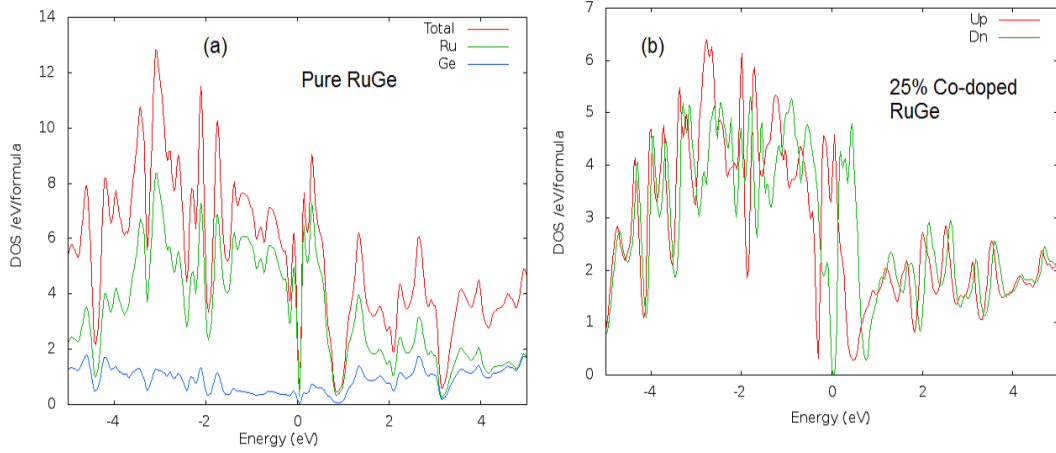 (a)
Total
Ru
Ge
Pure RuGe
DOS /eV/formula
14
12
10
8
6
4
2
0
-4
-2
0
2
4
Energy (eV)
(b)
Up
Dn
25% Co-doped
RuGe
DOS /eV/formula
7
6
5
4
3
2
1
0
-4
-2
0
2
4
Energy (eV)